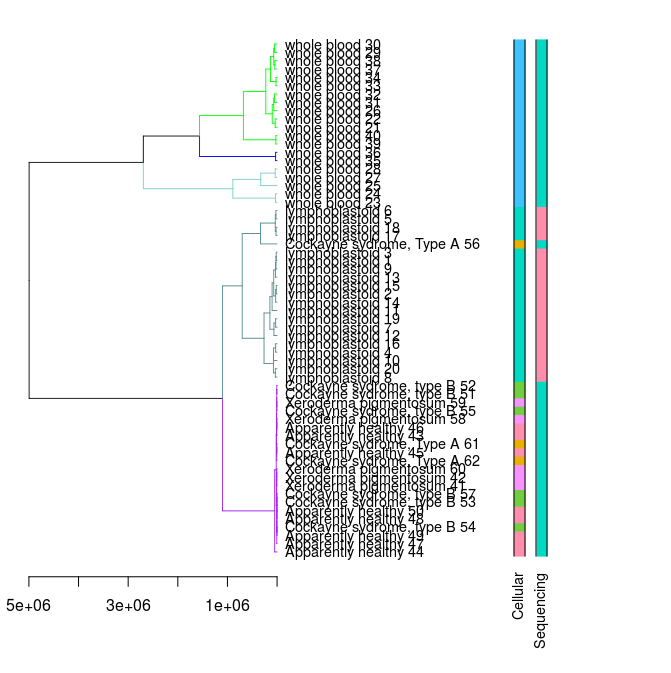 whole blood 30
whole blood 29
whole blood 38
whole blood 37
whole blood 34
whole blood 33
whole blood 32
whole blood 31
whole blood 26
whole blood 22
whole blood 21
whole blood 40
whole blood 39
whole blood 36
whole blood 35
whole blood 28
whole blood 27
whole blood 25
whole blood 24
whole blood 23
lymphoblastoid 6
lymphoblastoid 5
lymphoblastoid 18
lymphoblastoid 17
Cockayne sydrome, Type A 56
lymphoblastoid 3
lymphoblastoid 1
lymphoblastoid 9
lymphoblastoid 13
lymphoblastoid 15
lymphoblastoid 2
lymphoblastoid 14
lymphoblastoid 11
lymphoblastoid 19
lymphoblastoid 7
lymphoblastoid 12
lymphoblastoid 16
lymphoblastoid 4
lymphoblastoid 10
lymphoblastoid 20
lymphoblastoid 8
Cockayne sydrome, type B 52
Cockayne sydrome, type B 51
Xeroderma pigmentosum 59
Cockayne sydrome, type B 55
Xeroderma pigmentosum 58
Apparently healthy 46
Apparently healthy 43
Cockayne sydrome, Type A 61
Apparently healthy 45
Cockayne sydrome, Type A 62
Xeroderma pigmentosum 60
Xeroderma pigmentosum 42
Xeroderma pigmentosum 41
Cockayne sydrome, type B 57
Cockayne sydrome, type B 53
Apparently healthy 50
Apparently healthy 48
Cockayne sydrome, type B 54
Apparently healthy 49
Apparently healthy 47
Apparently healthy 44
5e+06 3e+06 1e+06
Cellular
Sequencing